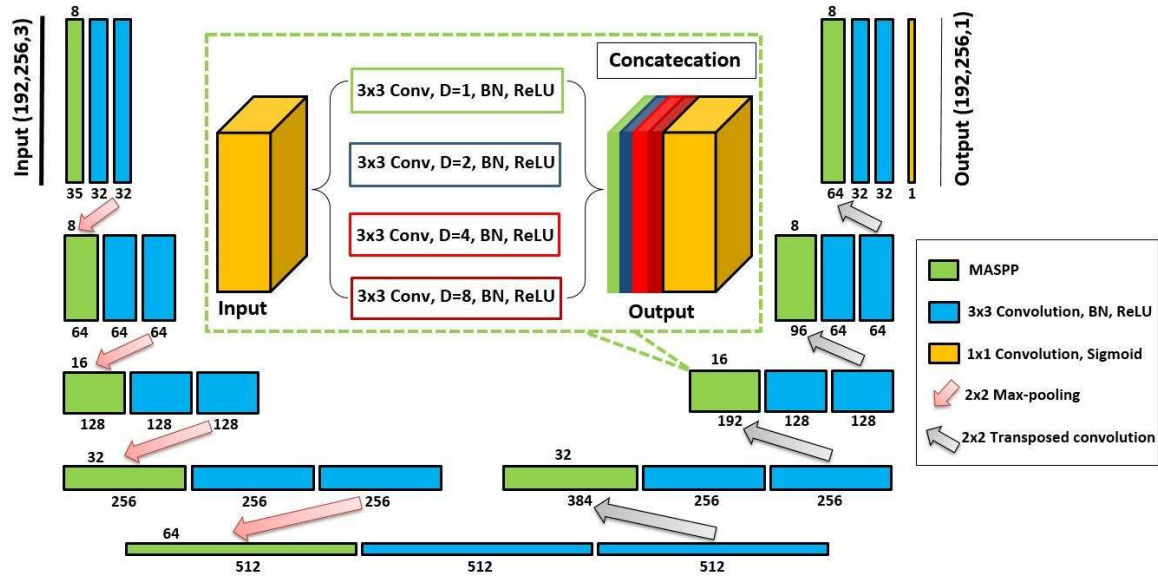 Input (192,256,3)
8
35 32 32
8
64 64 64
16
128 128 128
32
256 256 256
64
512 512 512
Concatecation
3x3 Conv, D=1, BN, ReLU
3x3 Conv, D=2, BN, ReLU
3x3 Conv, D=4, BN, ReLU
3x3 Conv, D=8, BN, ReLU
Input
Output
32
384 256 256
16
192 128 128
8
96 64 64
8
64 32 32 1
Output (192,256,1)
MASPP
3x3 Convolution, BN, ReLU
1x1 Convolution, Sigmoid
2x2 Max-pooling
2x2 Transposed convolution